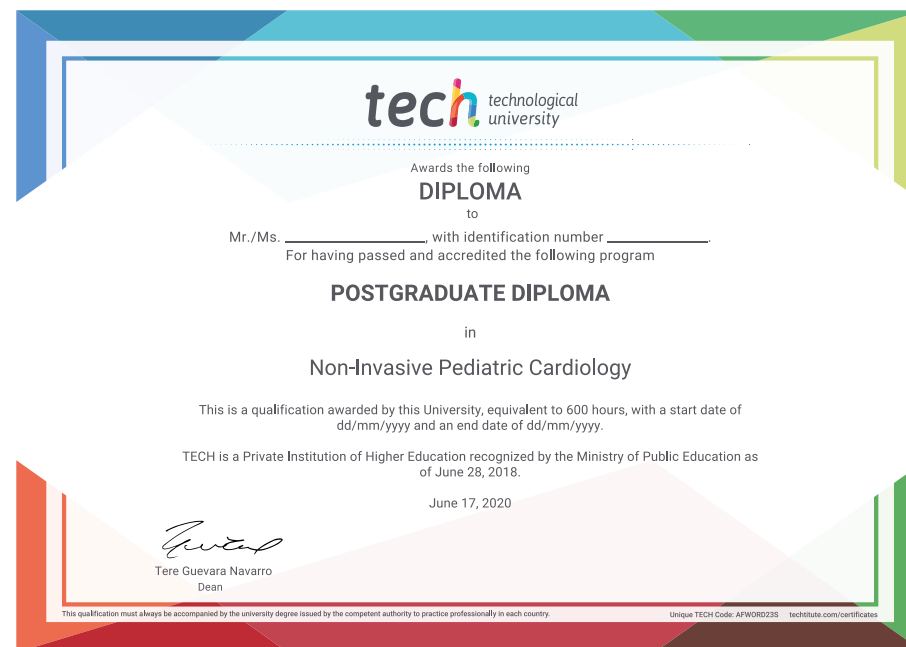 tech technological
university
Awards the following
DIPLOMA
to
Mr./Ms. ____________________, with identification number ______________.
For having passed and accredited the following program
POSTGRADUATE DIPLOMA
in
Non-Invasive Pediatric Cardiology
This is a qualification awarded by this University, equivalent to 600 hours, with a start date of
dd/mm/yyyy and an end date of dd/mm/yyyy.
TECH is a Private Institution of Higher Education recognized by the Ministry of Public Education as
of June 28, 2018.
June 17, 2020
Tere Guevara Navarro
Dean
This qualification must always be accompanied by the university degree issued by the competent authority to practice professionally in each country.
Unique TECH Code: AFWORD23S techtitute.com/certificates